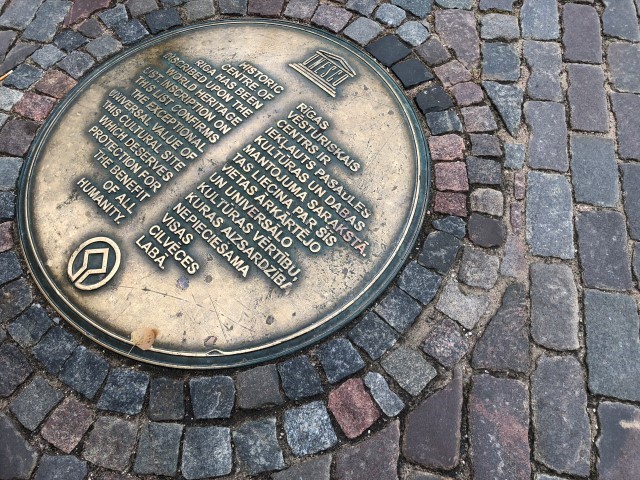 HISTORIC
CENTRE OF
RIGA HAS BEEN
INSCRIBED UPON THE
WORLD HERITAGE
LIST. INSCRIPTION ON
THIS LIST CONFIRMS
THE EXCEPTIONAL
UNIVERSAL VALUE OF
THIS CULTURAL SITE
WHICH DESERVES
PROTECTION FOR
THE BENEFIT
OF ALL
HUMANITY.
UNESCO
RĪGAS
VĒSTURISKAIS
CENTRS IR
IEKĻAUTS PASAULES
KULTŪRAS UN DABAS
MANTOJUMA SARAKSTĀ.
TAS LIECINA PAR ŠĪS
VIETAS ĀRKĀRTĒJO
UN UNIVERSĀLO
KULTŪRAS VĒRTĪBU,
KURAS AIZSARDZĪBA
NEPIECIEŠAMA
VISAS
CILVĒCES
LABĀ.